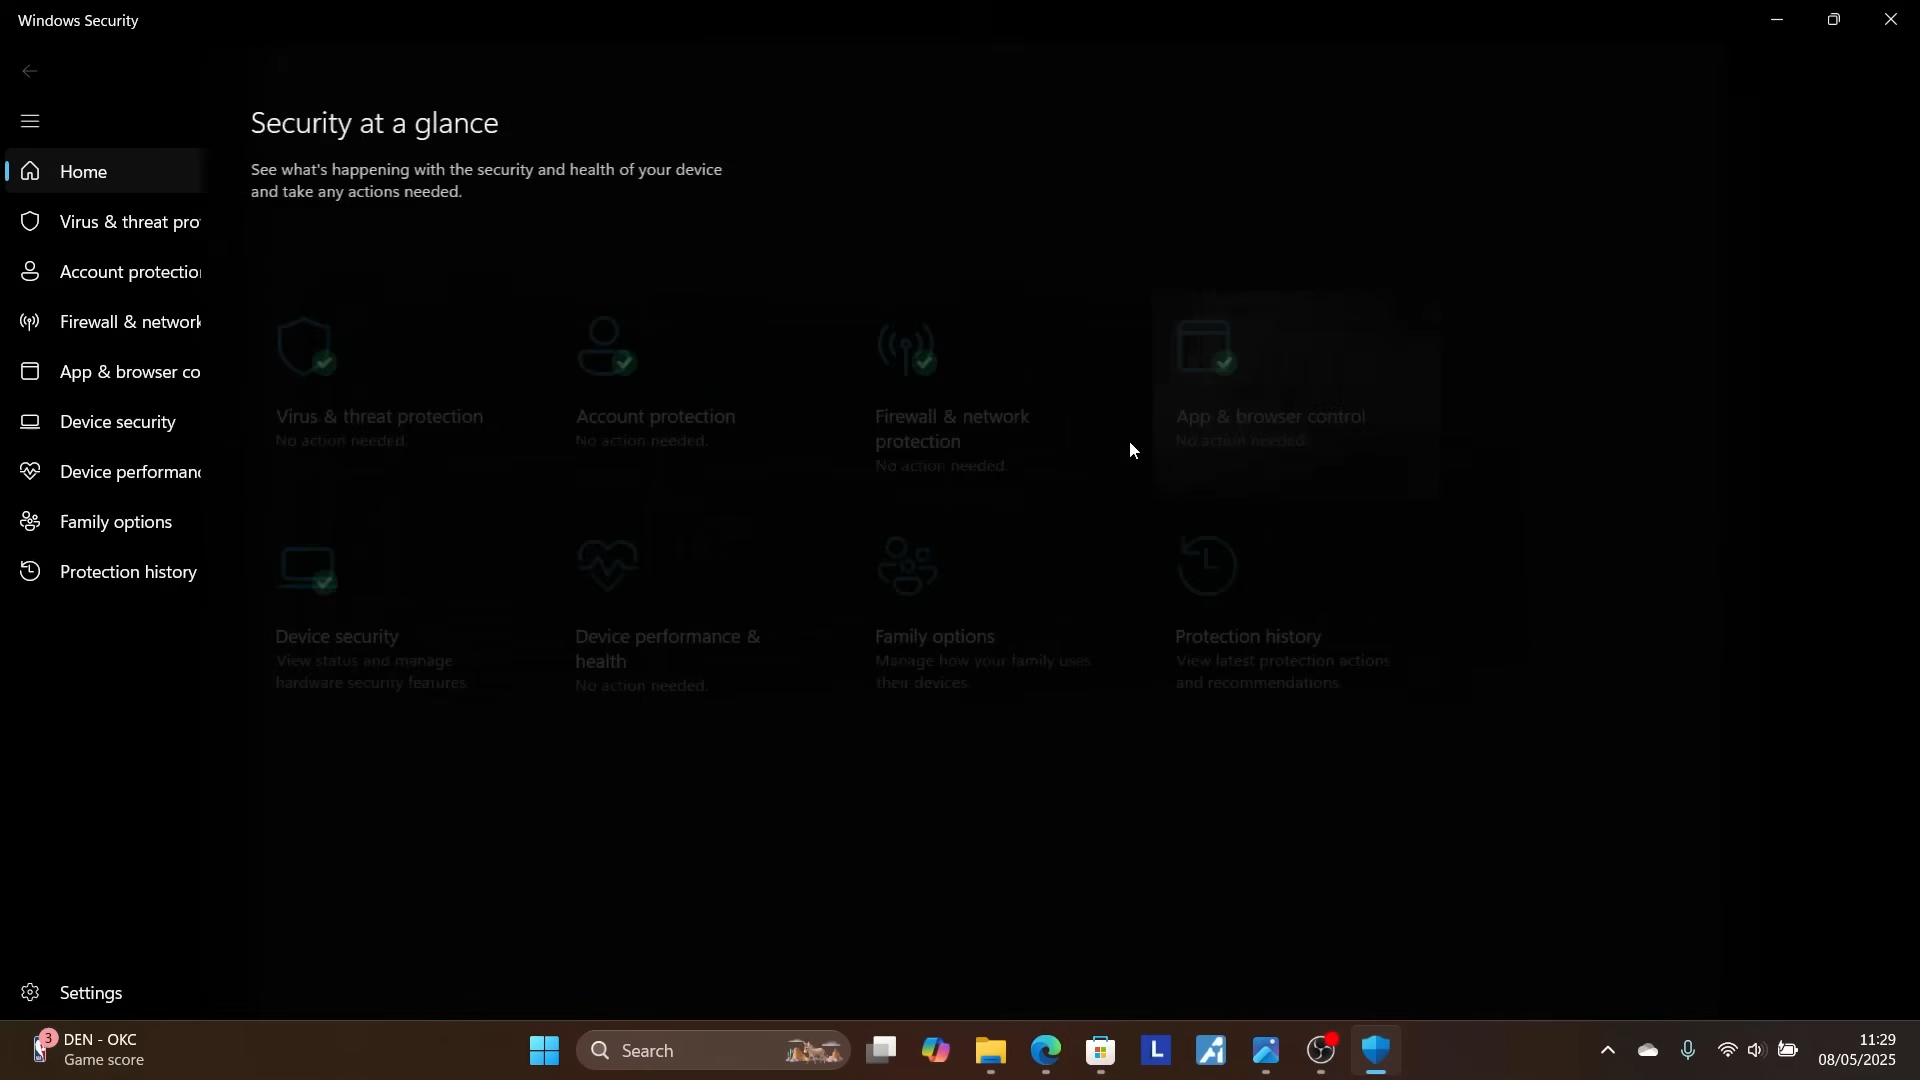 Windows Security
Security at a glance
See what's happening with the security and health of your device
and take any actions needed.
Home
Virus & threat pro
Account protectio
Firewall & network
App & browser co
Device security
Device performan
Family options
Protection history
Settings
Virus & threat protection
No action needed.
Account protection
No action needed.
Firewall & network
protection
No action needed.
App & browser control
No action needed.
Device security
View status and manage
hardware security features
Device performance &
health
No action needed.
Family options
Manage how your family uses
their devices.
Protection history
View latest protection actions
and recommendations.
3
DEN - OKC
Game score
Search
L
11:29
08/05/2025